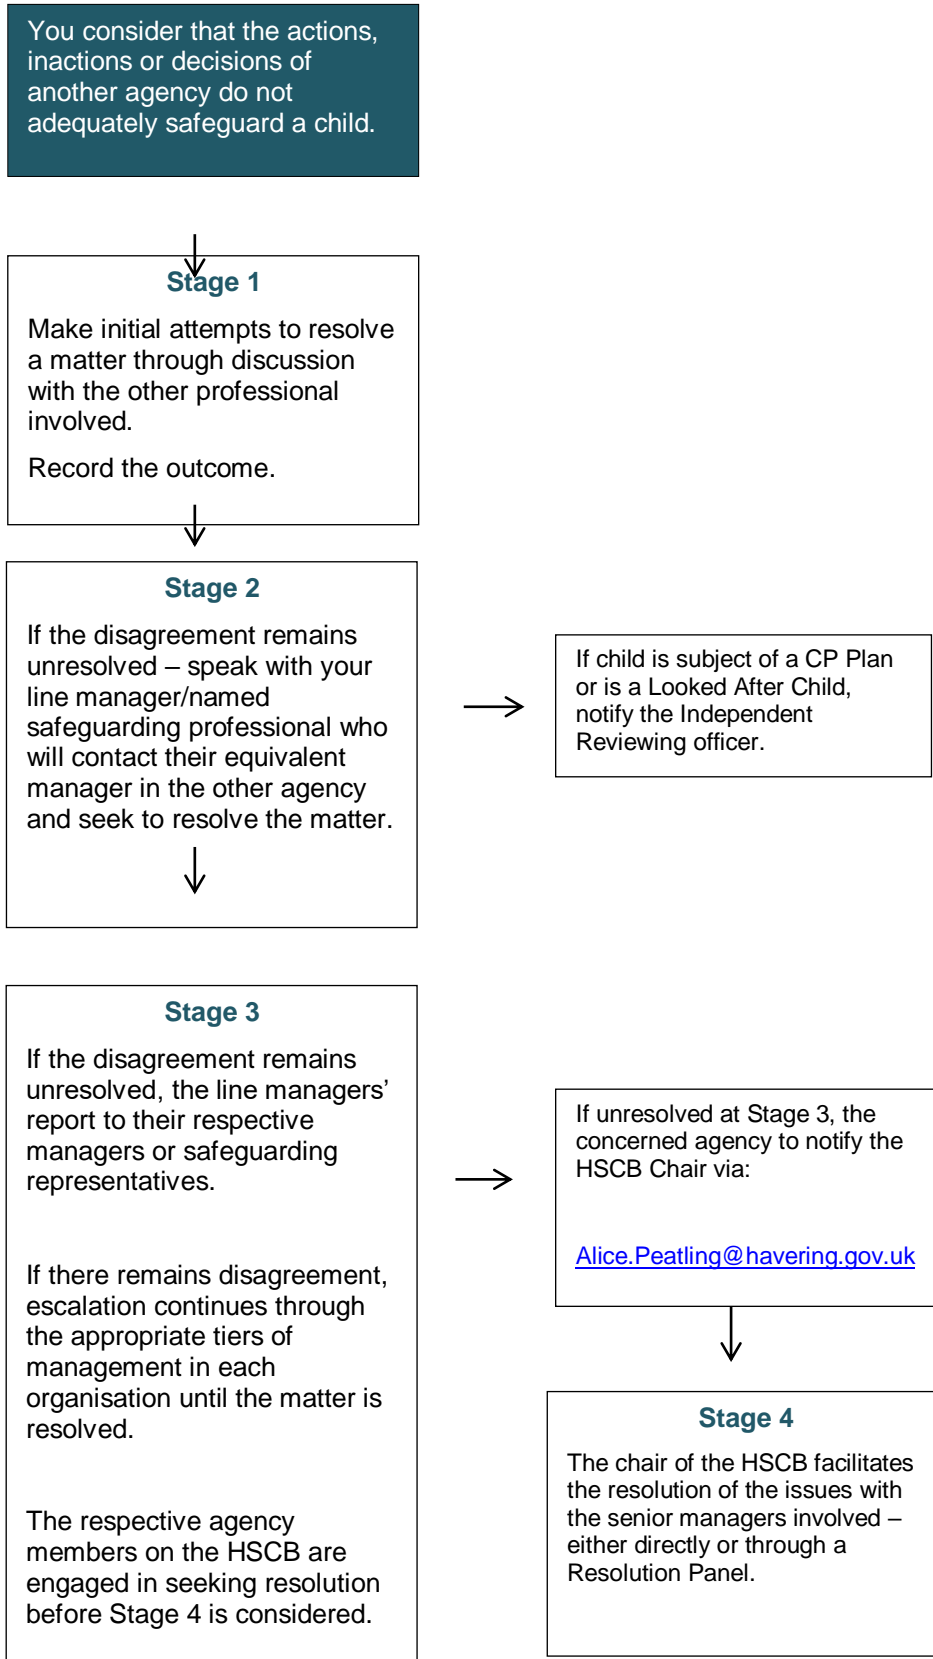 You consider that the actions,
inactions or decisions of
another agency do not
adequately safeguard a child.
Stage 1
Make initial attempts to resolve
a matter through discussion
with the other professional
involved.
Record the outcome.
Stage 2
If the disagreement remains
unresolved – speak with your
line manager/named
safeguarding professional who
will contact their equivalent
manager in the other agency
and seek to resolve the matter.
If child is subject of a CP Plan
or is a Looked After Child,
notify the Independent
Reviewing officer.
Stage 3
If the disagreement remains
unresolved, the line managers’
report to their respective
managers or safeguarding
representatives.
If there remains disagreement,
escalation continues through
the appropriate tiers of
management in each
organisation until the matter is
resolved.
The respective agency
members on the HSCB are
engaged in seeking resolution
before Stage 4 is considered.
If unresolved at Stage 3, the
concerned agency to notify the
HSCB Chair via:
Alice.Peatling@havering.gov.uk
Stage 4
The chair of the HSCB facilitates
the resolution of the issues with
the senior managers involved –
either directly or through a
Resolution Panel.